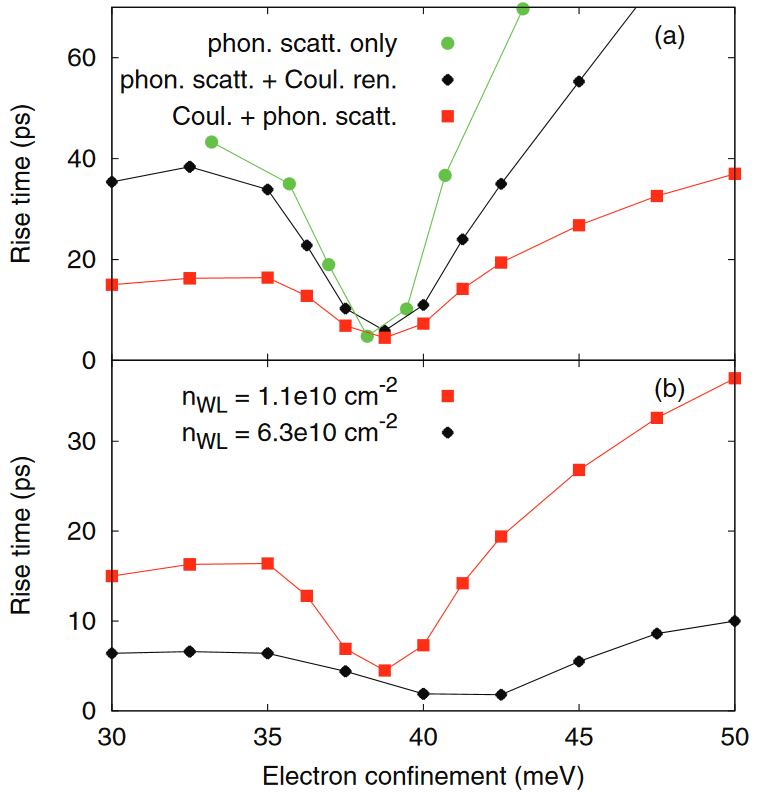 (a)
phon. scatt. only
phon. scatt. + Coul. ren.
Coul. + phon. scatt.
60
40
20
0
Rise time (ps)
(b)
nWL = 1.1e10 cm-2
nWL = 6.3e10 cm-2
30
20
10
0
Rise time (ps)
30 35 40 45 50
Electron confinement (meV)